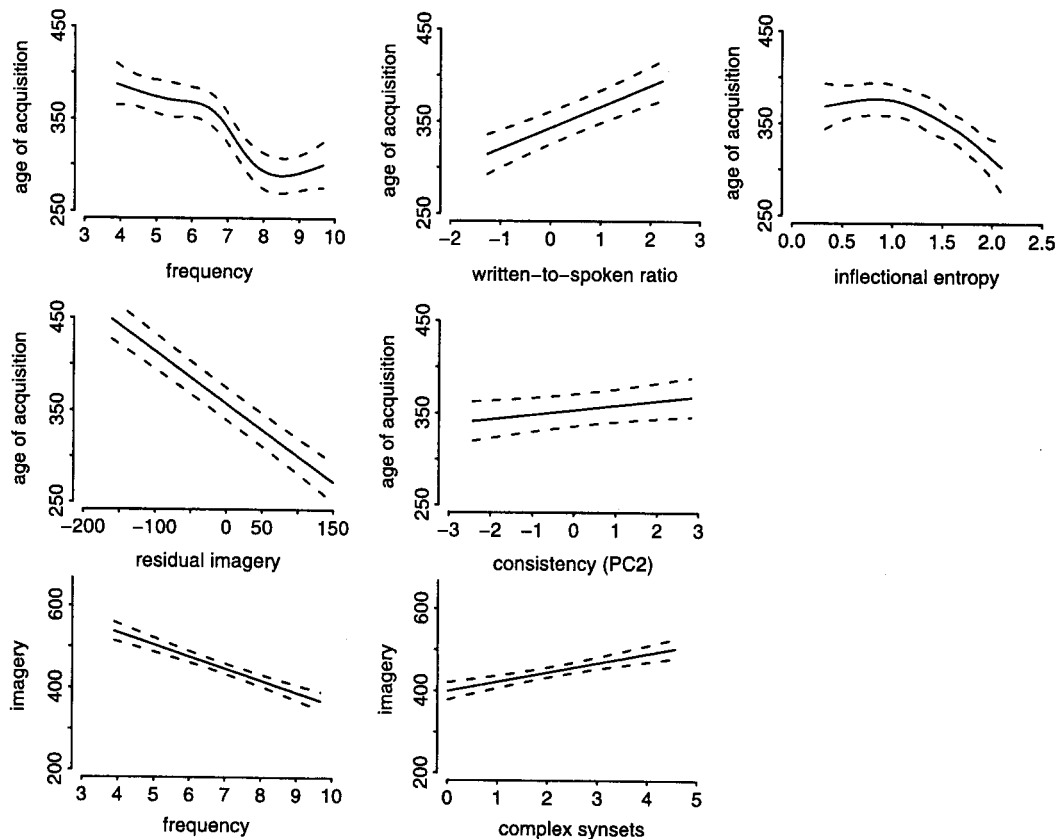 age of acquisition
250 350 450
3 4 5 6 7 8 9 10
frequency
age of acquisition
250 350 450
−2 −1 0 1 2 3
written−to−spoken ratio
age of acquisition
250 350 450
0.0 0.5 1.0 1.5 2.0 2.5
inflectional entropy
age of acquisition
250 350 450
−200 −100 0 50 150
residual imagery
age of acquisition
250 350 450
−3 −2 −1 0 1 2 3
consistency (PC2)
imagery
200 400 600
3 4 5 6 7 8 9 10
frequency
imagery
200 400 600
0 1 2 3 4 5
complex synsets